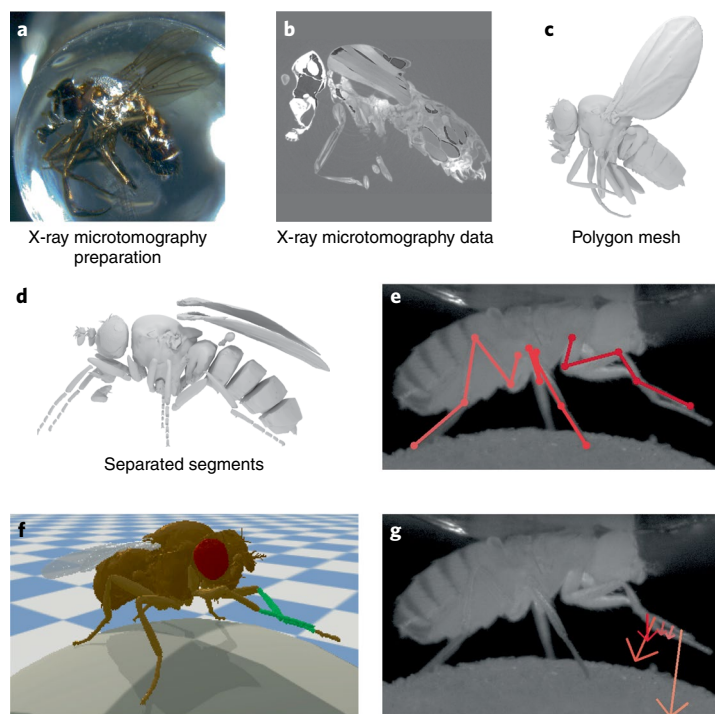 a
b
c
X-ray microtomography
preparation
X-ray microtomography data
Polygon mesh
d
e
Separated segments
f
g